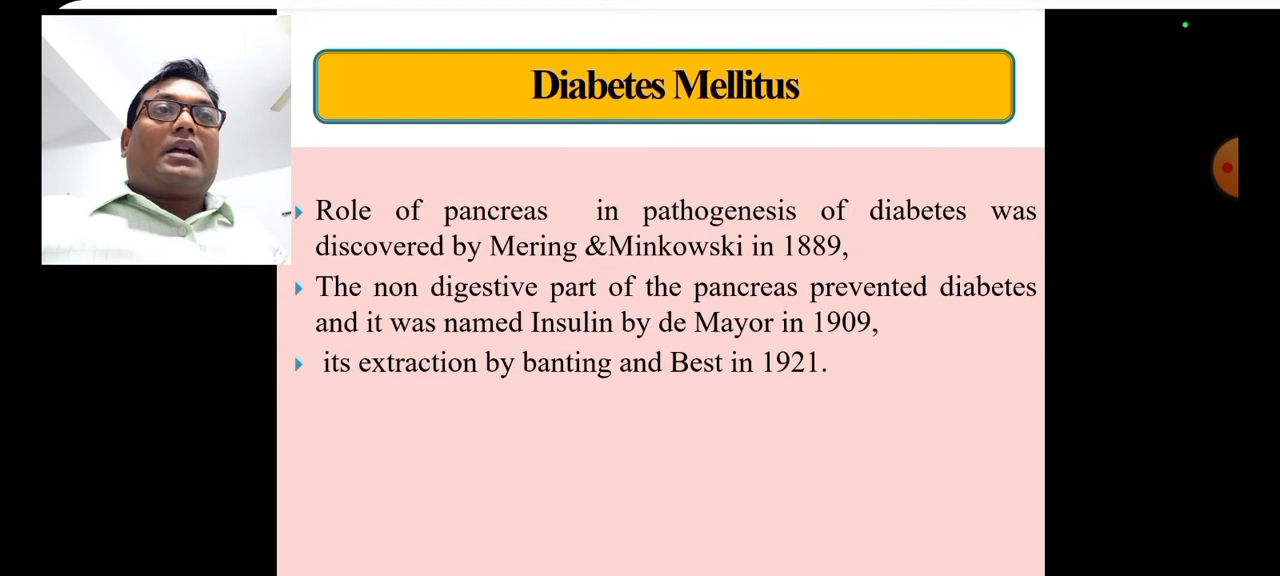 Diabetes Mellitus
Role of pancreas in pathogenesis of diabetes was
discovered by Mering &Minkowski in 1889,
The non digestive part of the pancreas prevented diabetes
and it was named Insulin by de Mayor in 1909,
its extraction by banting and Best in 1921.